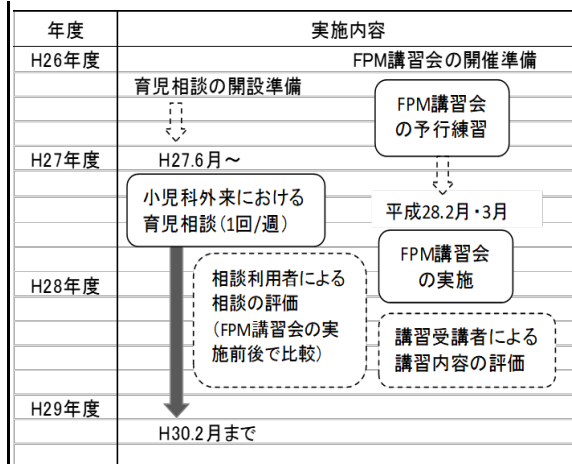 年度 実施内容
H26年度 FPM講習会の開催準備
育児相談の開設準備
FPM講習会
の予行練習
H27年度 H27.6月～
小児科外来における
育児相談(1回/週)
平成28.2月・3月
FPM講習会
の実施
H28年度
相談利用者による
相談の評価
(FPM講習会の実
施前後で比較)
講習受講者による
講習内容の評価
H29年度
H30.2月まで